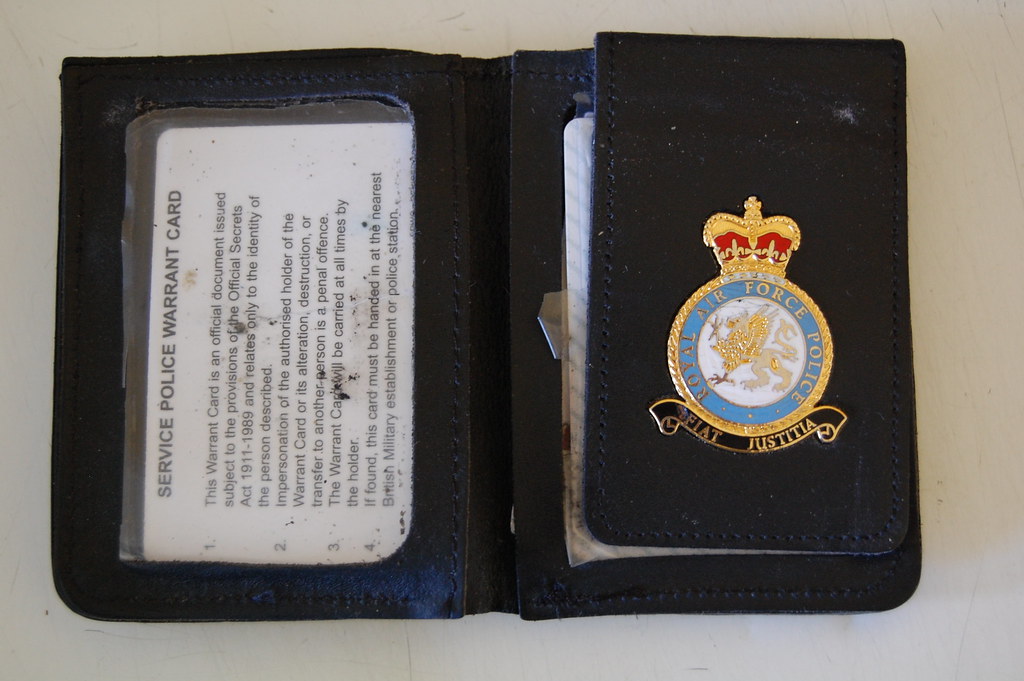 SERVICE POLICE WARRANT CARD
1. This Warrant Card is an official document issued
subject to the provisions of the Official Secrets
Act 1911-1989 and relates only to the identity of
the person described.
2. Impersonation of the authorised holder of the
Warrant Card or its alteration, destruction, or
transfer to another person is a penal offence.
3. The Warrant Card will be carried at all times by
the holder.
4. If found, this card must be handed in at the nearest
British Military establishment or police station.
ROYAL AIR FORCE POLICE
FIAT JUSTITIA